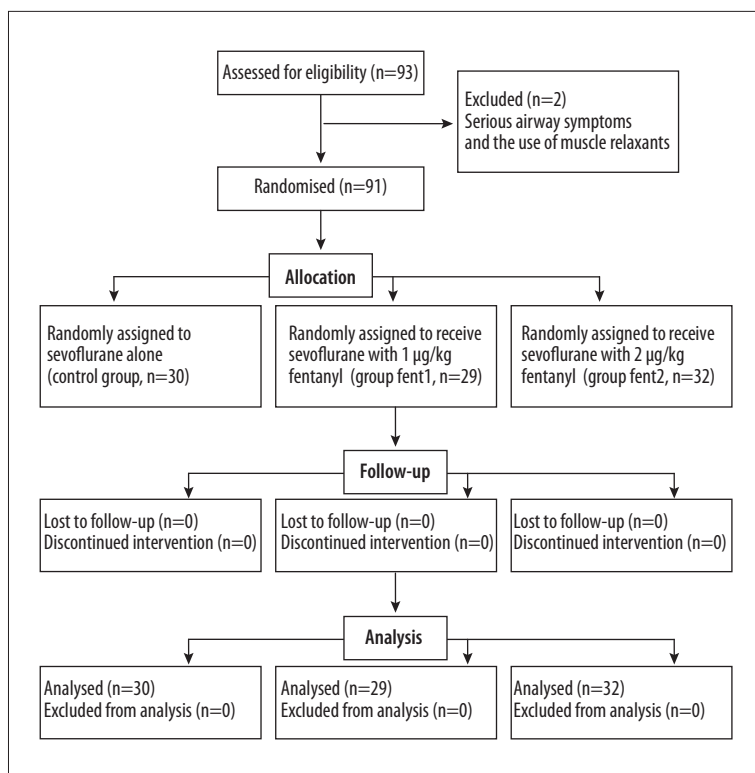 Assessed for eligibility (n=93)
Excluded (n=2)
Serious airway symptoms
and the use of muscle relaxants
Randomised (n=91)
Allocation
Randomly assigned to
sevoflurane alone
(control group, n=30)
Randomly assigned to receive
sevoflurane with 1 µg/kg
fentanyl (group fent1, n=29)
Randomly assigned to receive
sevoflurane with 2 µg/kg
fentanyl (group fent2, n=32)
Follow-up
Lost to follow-up (n=0)
Discontinued intervention (n=0)
Lost to follow-up (n=0)
Discontinued intervention (n=0)
Lost to follow-up (n=0)
Discontinued intervention (n=0)
Analysis
Analysed (n=30)
Excluded from analysis (n=0)
Analysed (n=29)
Excluded from analysis (n=0)
Analysed (n=32)
Excluded from analysis (n=0)